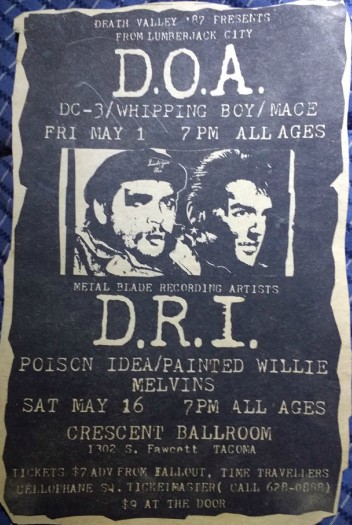 DEATH VALLEY '87 PRESENTS
FROM LUMBERJACK CITY
D.O.A.
DC-3/WHIPPING BOY/MACE
FRI MAY 1 7PM ALL AGES
METAL BLADE RECORDING ARTISTS
D.R.I.
POISON IDEA/PAINTED WILLIE
MELVINS
SAT MAY 16 7PM ALL AGES
CRESCENT BALLROOM
1302 S. Fawcett TACOMA
TICKETS $7 ADV FROM FALLOUT, TIME TRAVELLERS
CELLOPHANE SQ. TICKETMASTER( CALL 628-0888)
$9 AT THE DOOR